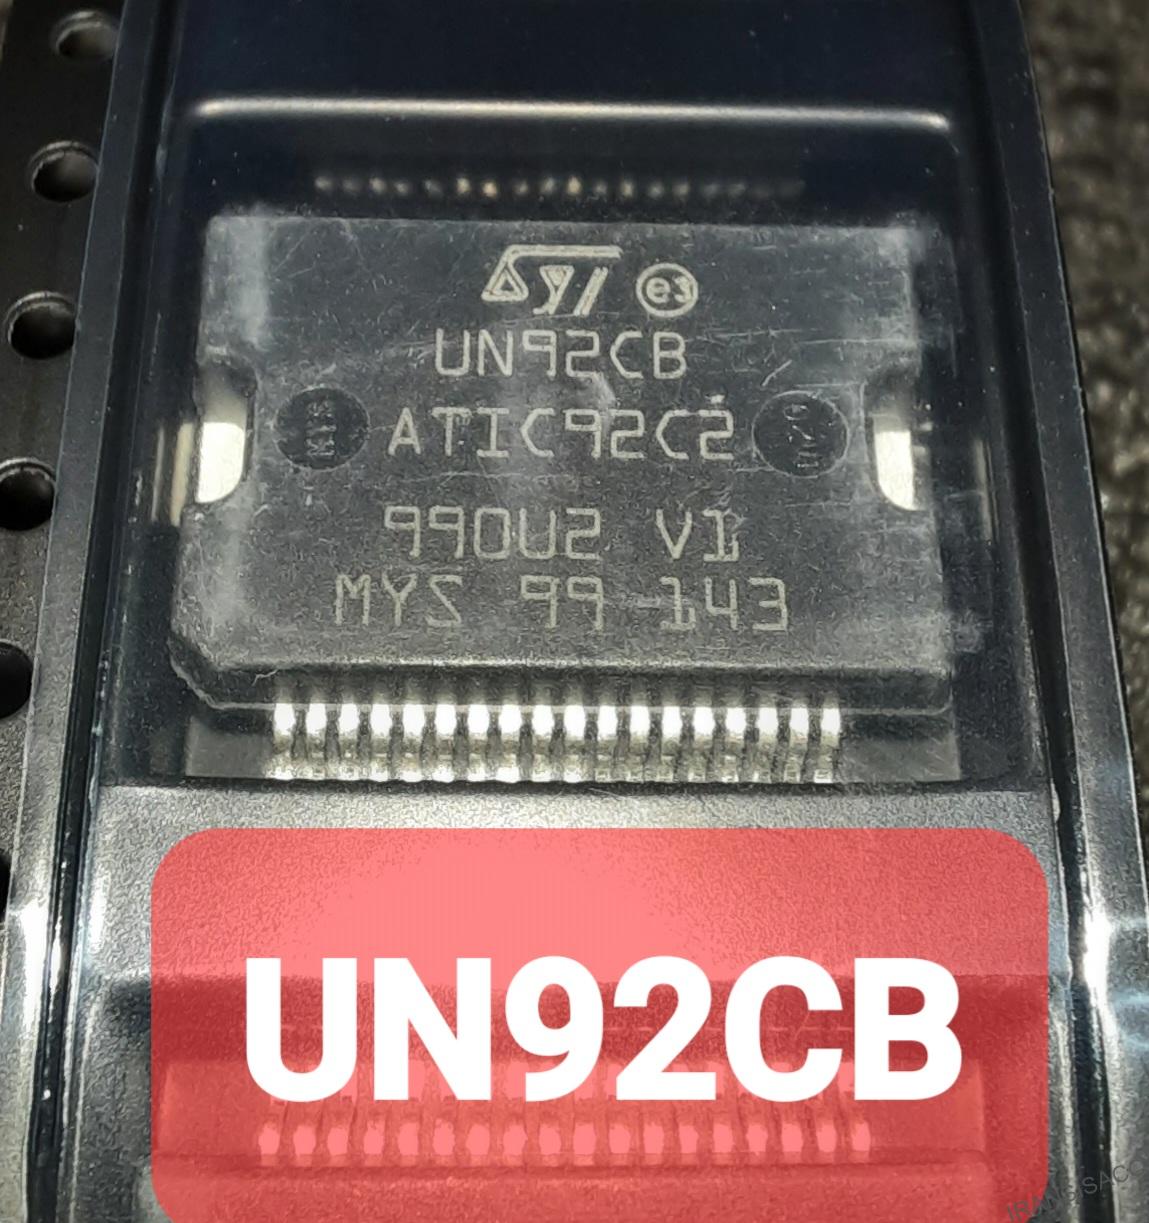 ST e3
UN92CB
ATIC92C2
990U2 V1
MYS 99 143
UN92CB